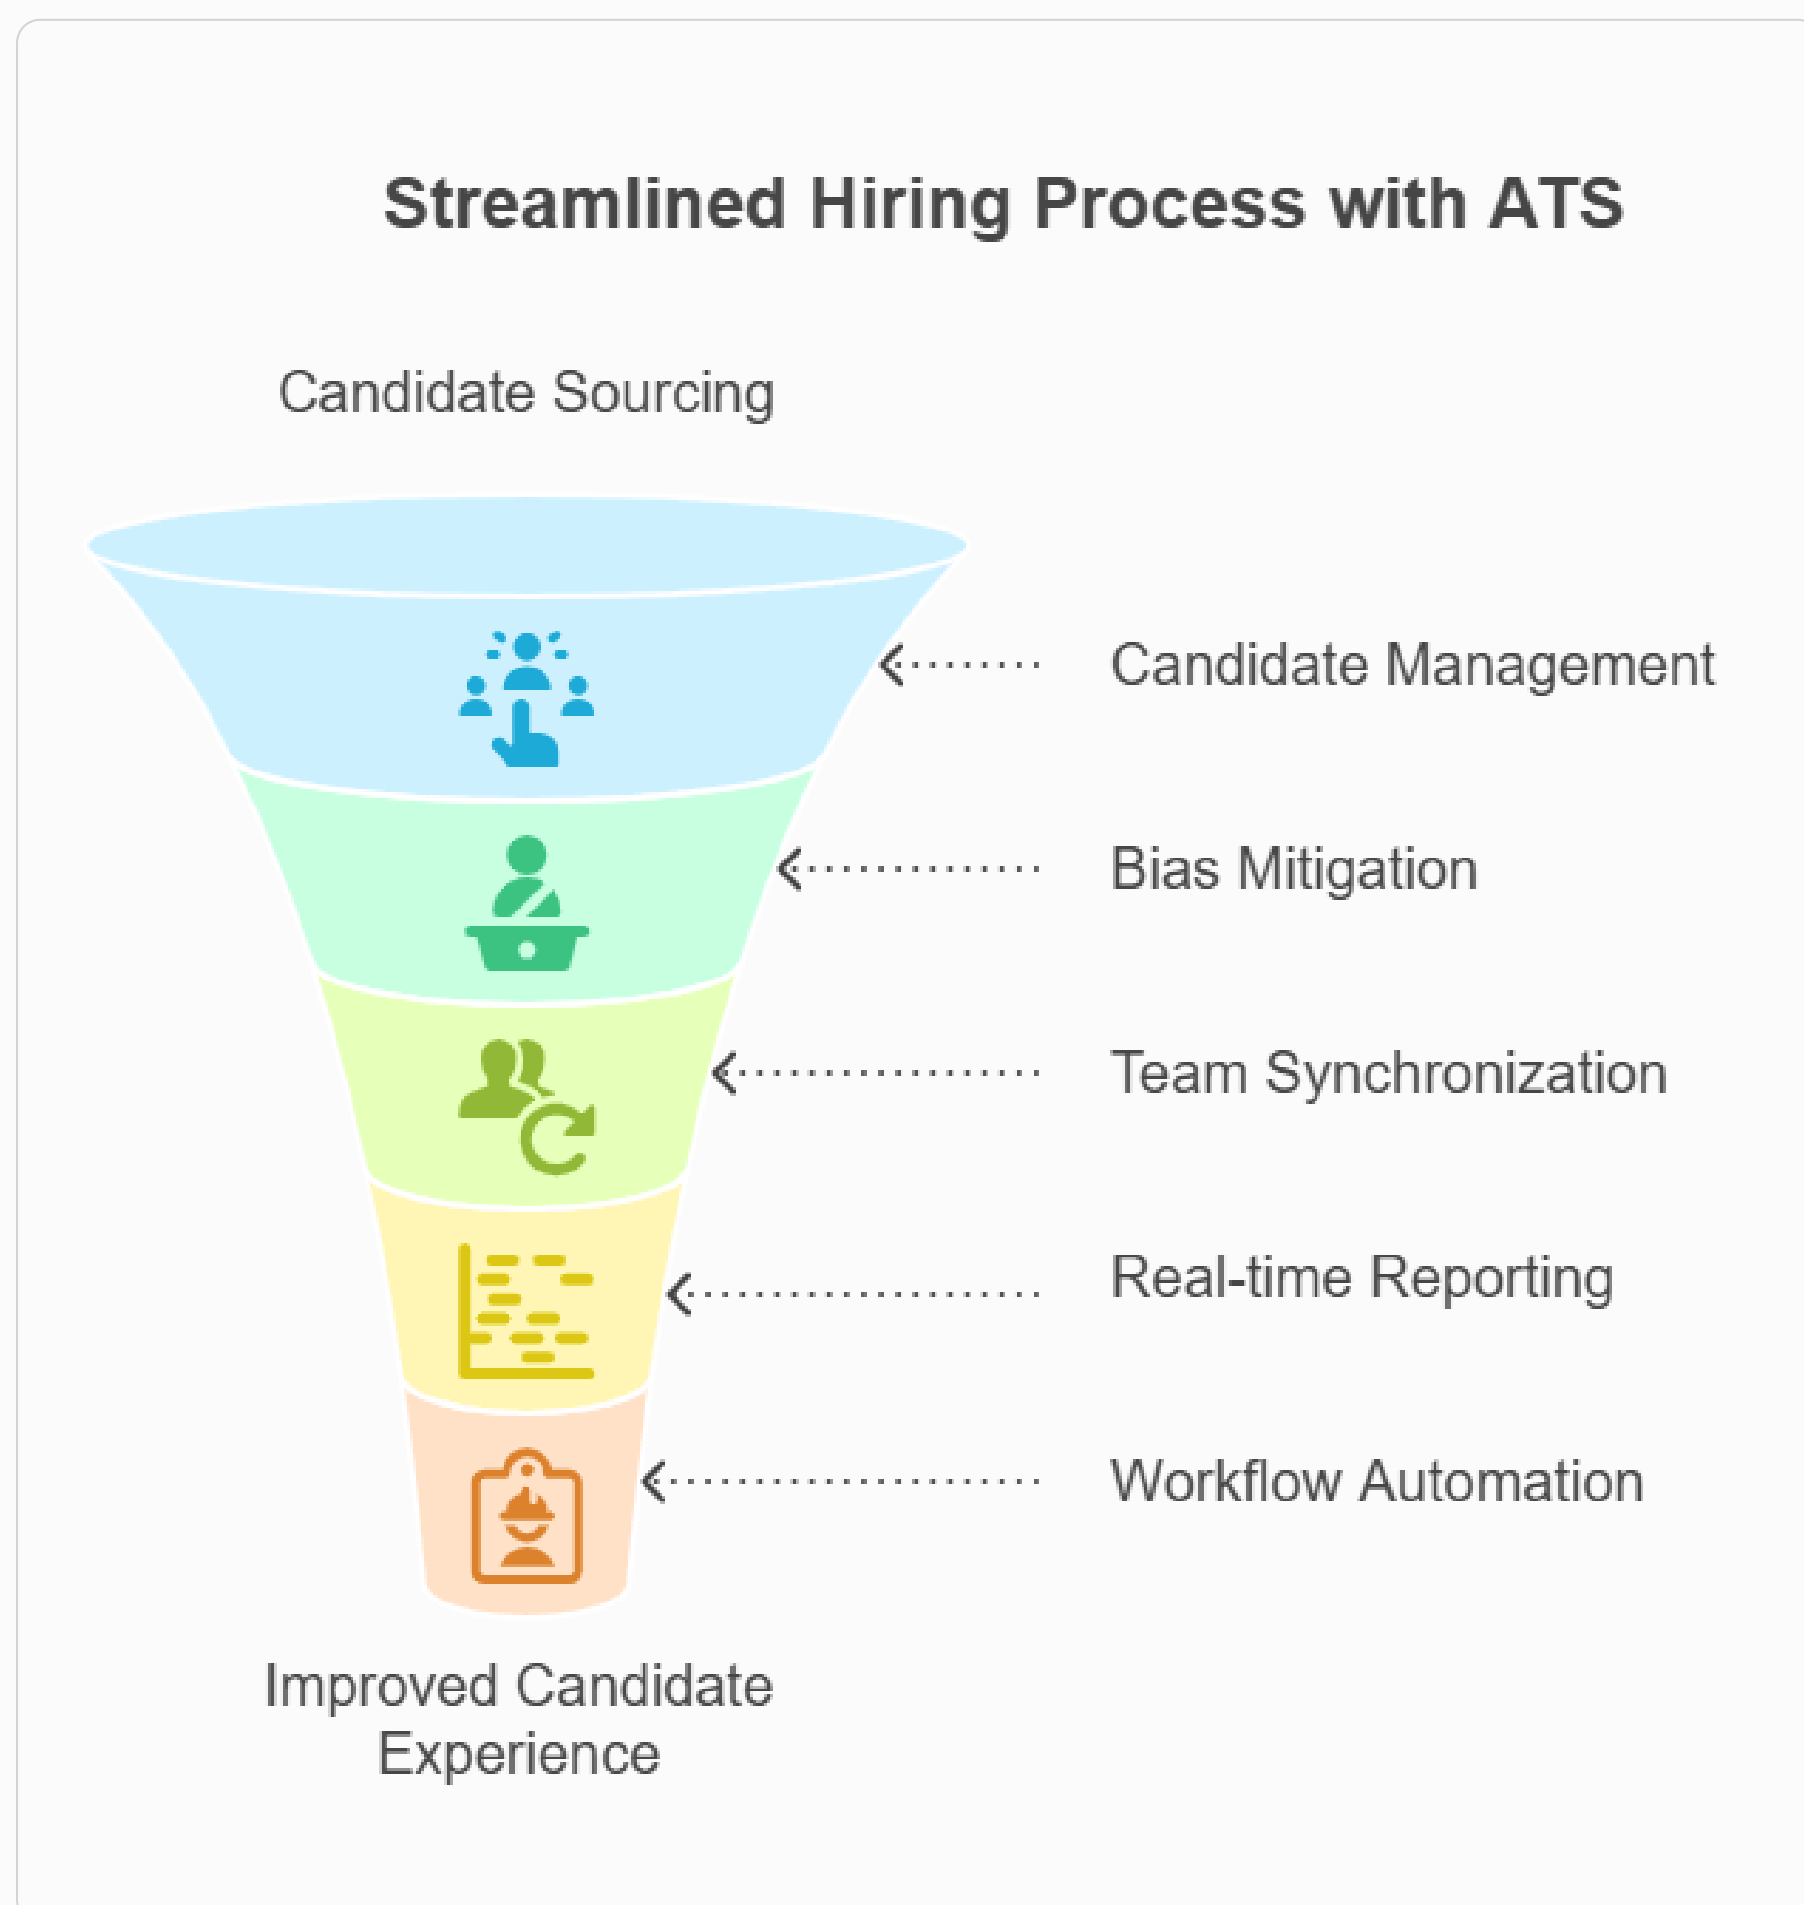 Streamlined Hiring Process with ATS
Candidate Sourcing
Candidate Management
Bias Mitigation
Team Synchronization
Real-time Reporting
Workflow Automation
Improved Candidate
Experience